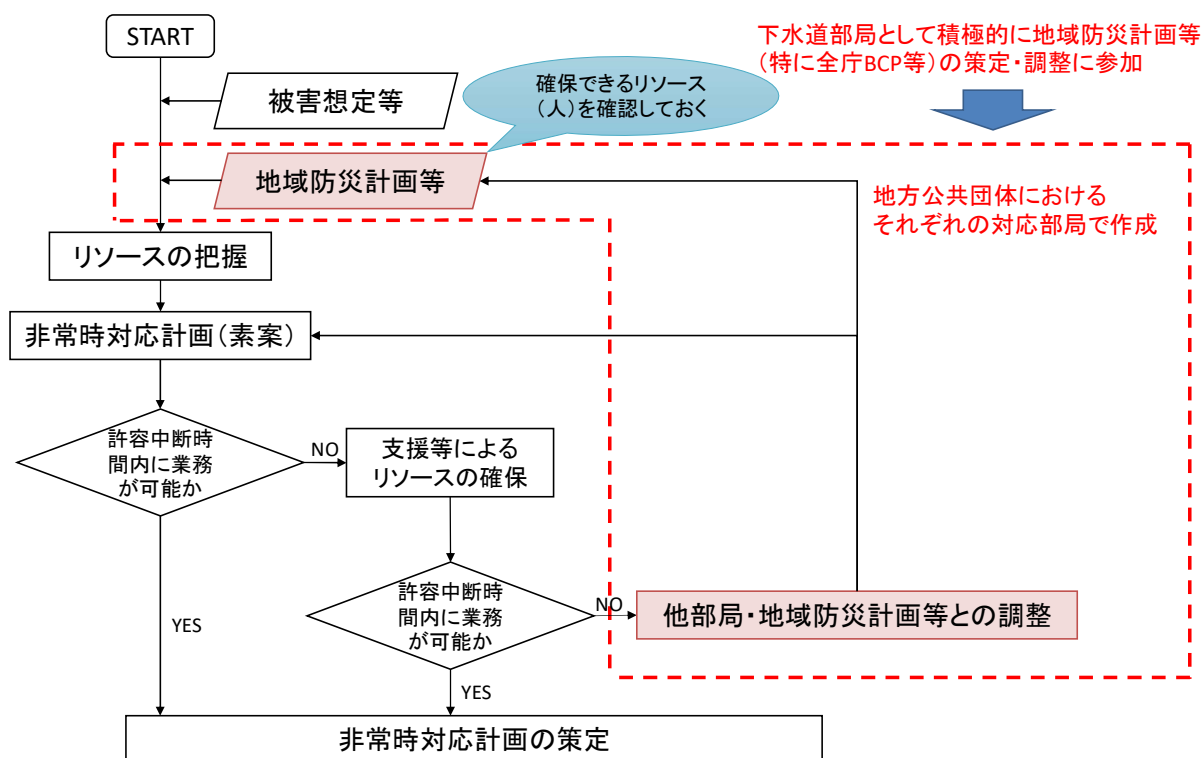 START
下水道部局として積極的に地域防災計画等
（特に全庁BCP等）の策定・調整に参加
被害想定等
確保できるリソース
（人）を確認しておく
地域防災計画等
地方公共団体における
それぞれの対応部局で作成
リソースの把握
非常時対応計画（素案）
許容中断時
間内に業務
が可能か
NO
支援等による
リソースの確保
許容中断時
間内に業務
が可能か
NO
他部局・地域防災計画等との調整
YES
YES
非常時対応計画の策定